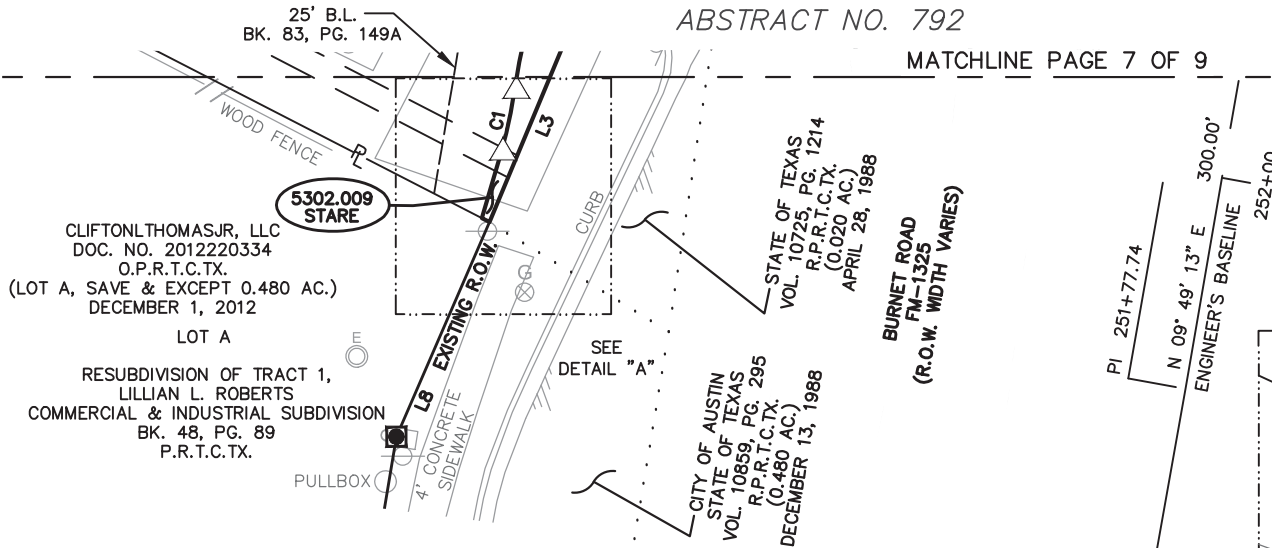 25' B.L.
BK. 83, PG. 149A
ABSTRACT NO. 792
MATCHLINE PAGE 7 OF 9
WOOD FENCE
PL
C1
L3
5302.009
STARE
CURB
CLIFTONLTHOMASJR, LLC
DOC. NO. 2012220334
O.P.R.T.C.TX.
(LOT A, SAVE & EXCEPT 0.480 AC.)
DECEMBER 1, 2012
LOT A
RESUBDIVISION OF TRACT 1,
LILLIAN L. ROBERTS
COMMERCIAL & INDUSTRIAL SUBDIVISION
BK. 48, PG. 89
P.R.T.C.TX.
E
G
L8 EXISTING R.O.W.
SEE
DETAIL "A"
4' CONCRETE
SIDEWALK
PULLBOX
STATE OF TEXAS
VOL. 10725, PG. 1214
R.P.R.T.C.TX.
(0.020 AC.)
APRIL 28, 1988
CITY OF AUSTIN
STATE OF TEXAS
VOL. 10859, PG. 295
R.P.R.T.C.TX.
(0.480 AC.)
DECEMBER 13, 1988
BURNET ROAD
FM-1325
(R.O.W. WIDTH VARIES)
PI 251+77.74
N 09° 49' 13" E 300.00'
ENGINEER'S BASELINE
252+00